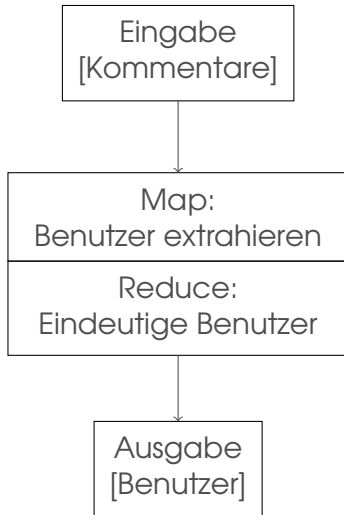 Eingabe
[Kommentare]
Map:
Benutzer extrahieren
Reduce:
Eindeutige Benutzer
Ausgabe
[Benutzer]